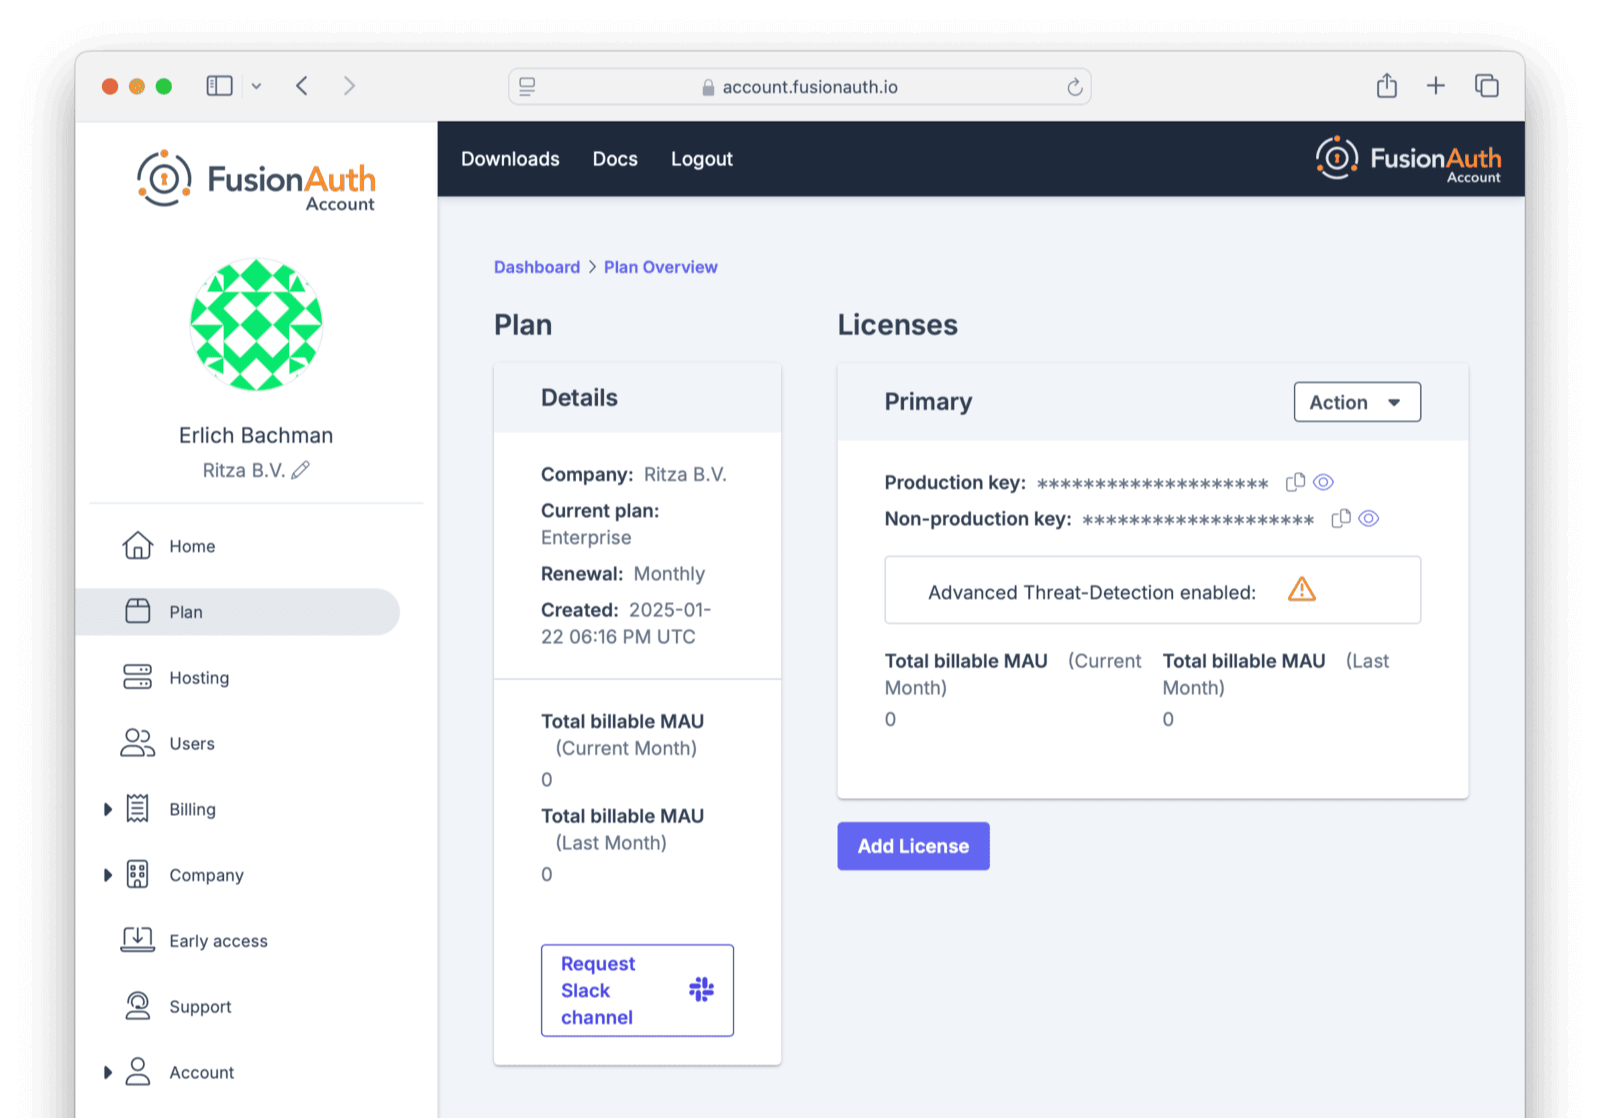 account.fusionauth.io
FusionAuth
Account
Downloads Docs Logout
FusionAuth
Account
Erlich Bachman
Ritza B.V.
Home
Plan
Hosting
Users
Billing
Company
Early access
Support
Account
Dashboard > Plan Overview
Plan
Details
Company: Ritza B.V.
Current plan:
Enterprise
Renewal: Monthly
Created: 2025-01-
22 06:16 PM UTC
Total billable MAU
(Current Month)
0
Total billable MAU
(Last Month)
0
Request
Slack
channel
Licenses
Primary
Action
Production key: ********************
Non-production key: ********************
Advanced Threat-Detection enabled:
Total billable MAU (Current
Month)
0
Total billable MAU (Last
Month)
0
Add License